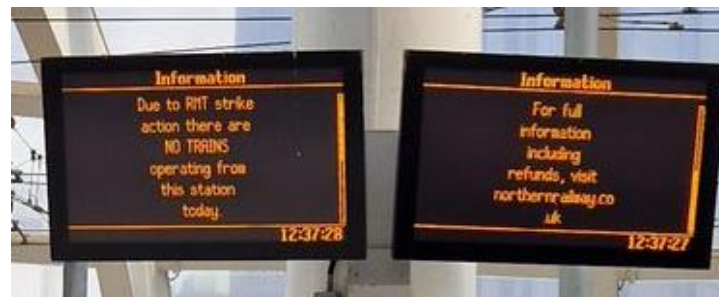 Information
Due to RMT strike
action there are
NO TRAINS
operating from
this station
today.
12:37:28
Information
For full
information
including
refunds, visit
northernrailway.co
.uk
12:37:27